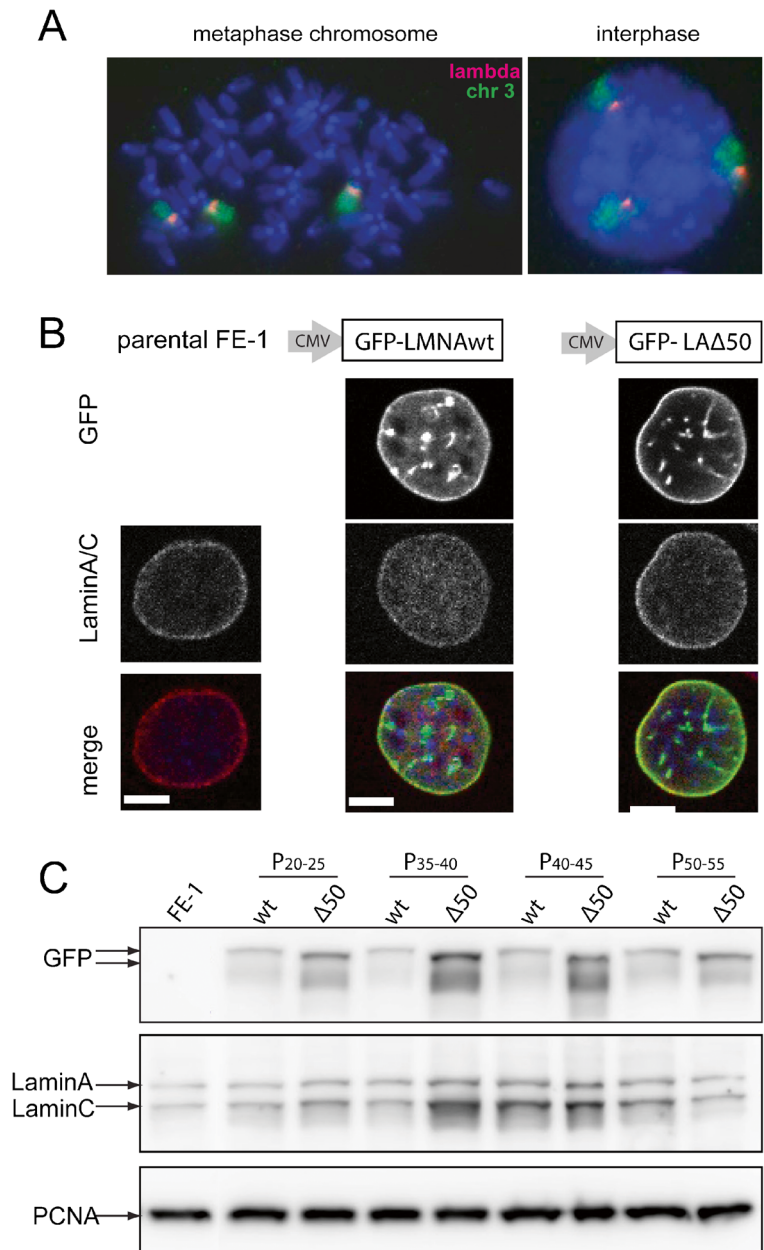 A
metaphase chromosome
interphase
lambda
chr 3
B
parental FE-1
CMV
GFP-LMNAwt
CMV
GFP- LAΔ50
GFP
LaminA/C
merge
C
P20-25
P35-40
P40-45
P50-55
FE-1
wt
Δ50
wt
Δ50
wt
Δ50
wt
Δ50
GFP
LaminA
LaminC
PCNA